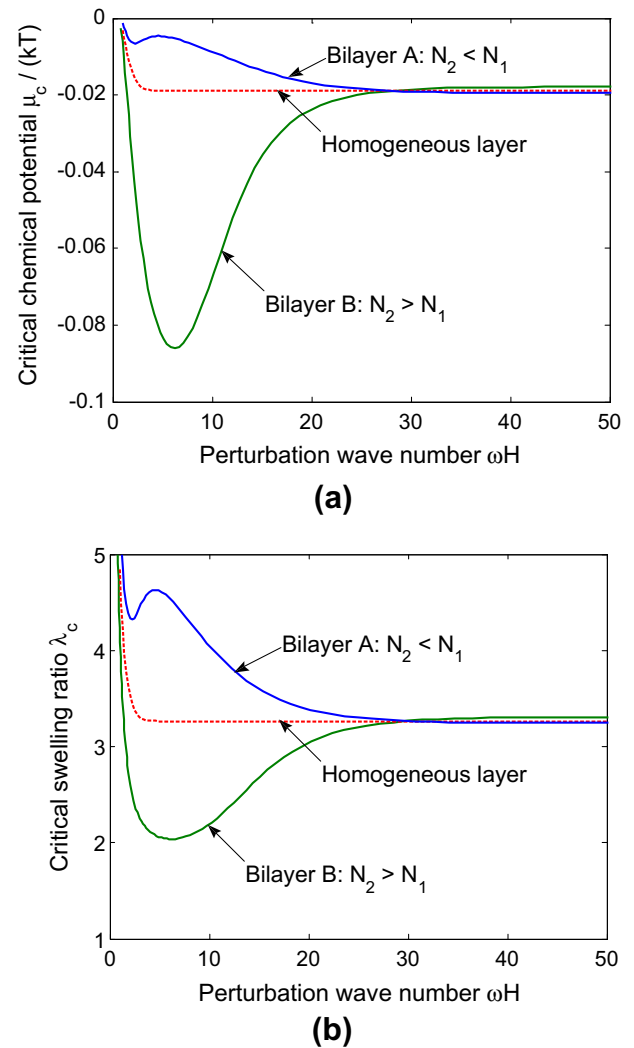 Critical chemical potential μc / (kT)
0
-0.02
-0.04
-0.06
-0.08
-0.1
Bilayer A: N2 < N1
Homogeneous layer
Bilayer B: N2 > N1
0 10 20 30 40 50
Perturbation wave number ωH
(a)
Critical swelling ratio λc
5
4
3
2
1
Bilayer A: N2 < N1
Homogeneous layer
Bilayer B: N2 > N1
0 10 20 30 40 50
Perturbation wave number ωH
(b)